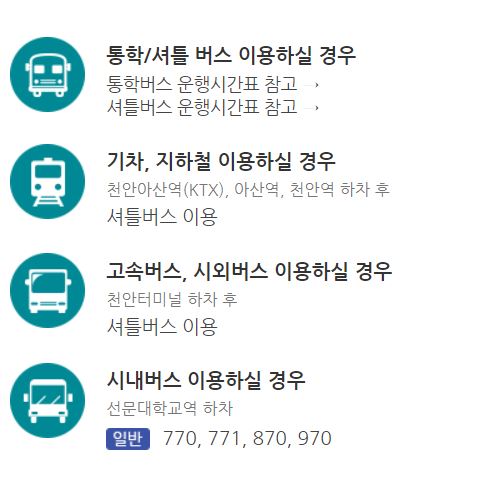 통학/셔틀 버스 이용하실 경우
통학버스 운행시간표 참고 →
셔틀버스 운행시간표 참고 →
기차, 지하철 이용하실 경우
천안아산역(KTX), 아산역, 천안역 하차 후
셔틀버스 이용
고속버스, 시외버스 이용하실 경우
천안터미널 하차 후
셔틀버스 이용
시내버스 이용하실 경우
선문대학교역 하차
일반 770, 771, 870, 970